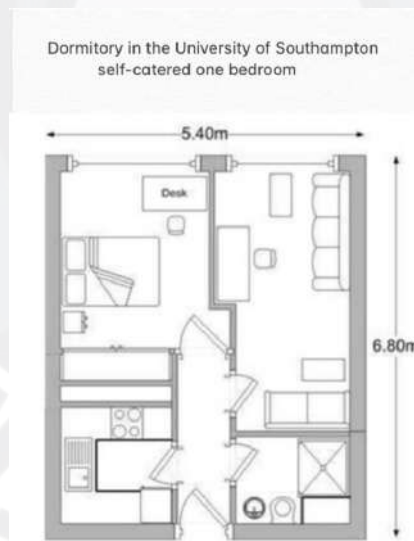 Dormitory in the University of Southampton
self-catered one bedroom
5.40m
Desk
6.80m